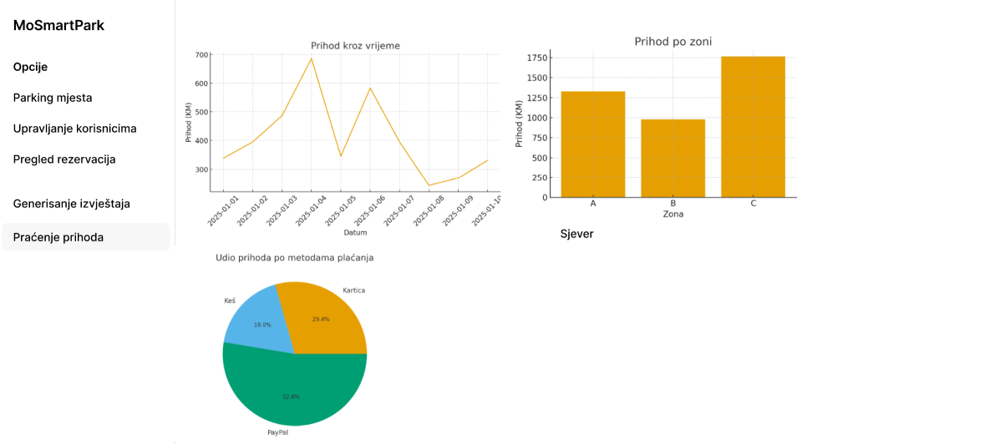 MoSmartPark
Opcije
Parking mjesta
Upravljanje korisnicima
Pregled rezervacija
Generisanje izvještaja
Praćenje prihoda
Prihod kroz vrijeme
Prihod (KM)
700
600
500
400
300
2025-01-01
2025-01-02
2025-01-03
2025-01-04
2025-01-05
2025-01-06
2025-01-07
2025-01-08
2025-01-09
2025-01-10
Datum
Prihod po zoni
Prihod (KM)
1750
1500
1250
1000
750
500
250
0
A
B
C
Zona
Sjever
Udio prihoda po metodama plaćanja
Kartica
29.4%
Keš
18.0%
52.6%
PayPal